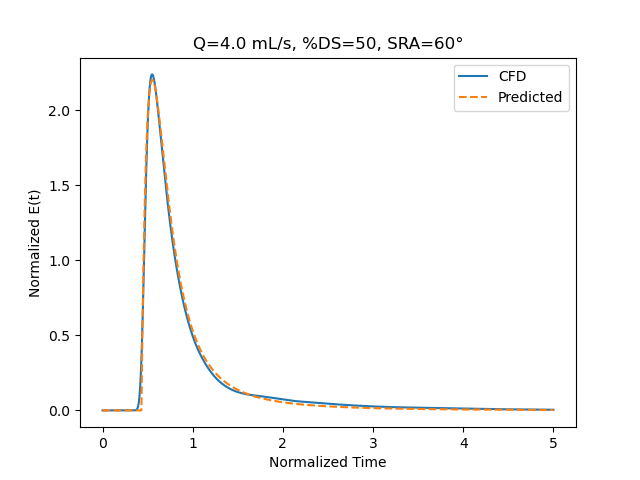 Q=4.0 mL/s, %DS=50, SRA=60°
CFD
Predicted
Normalized E(t)
2.0
1.5
1.0
0.5
0.0
0 1 2 3 4 5
Normalized Time